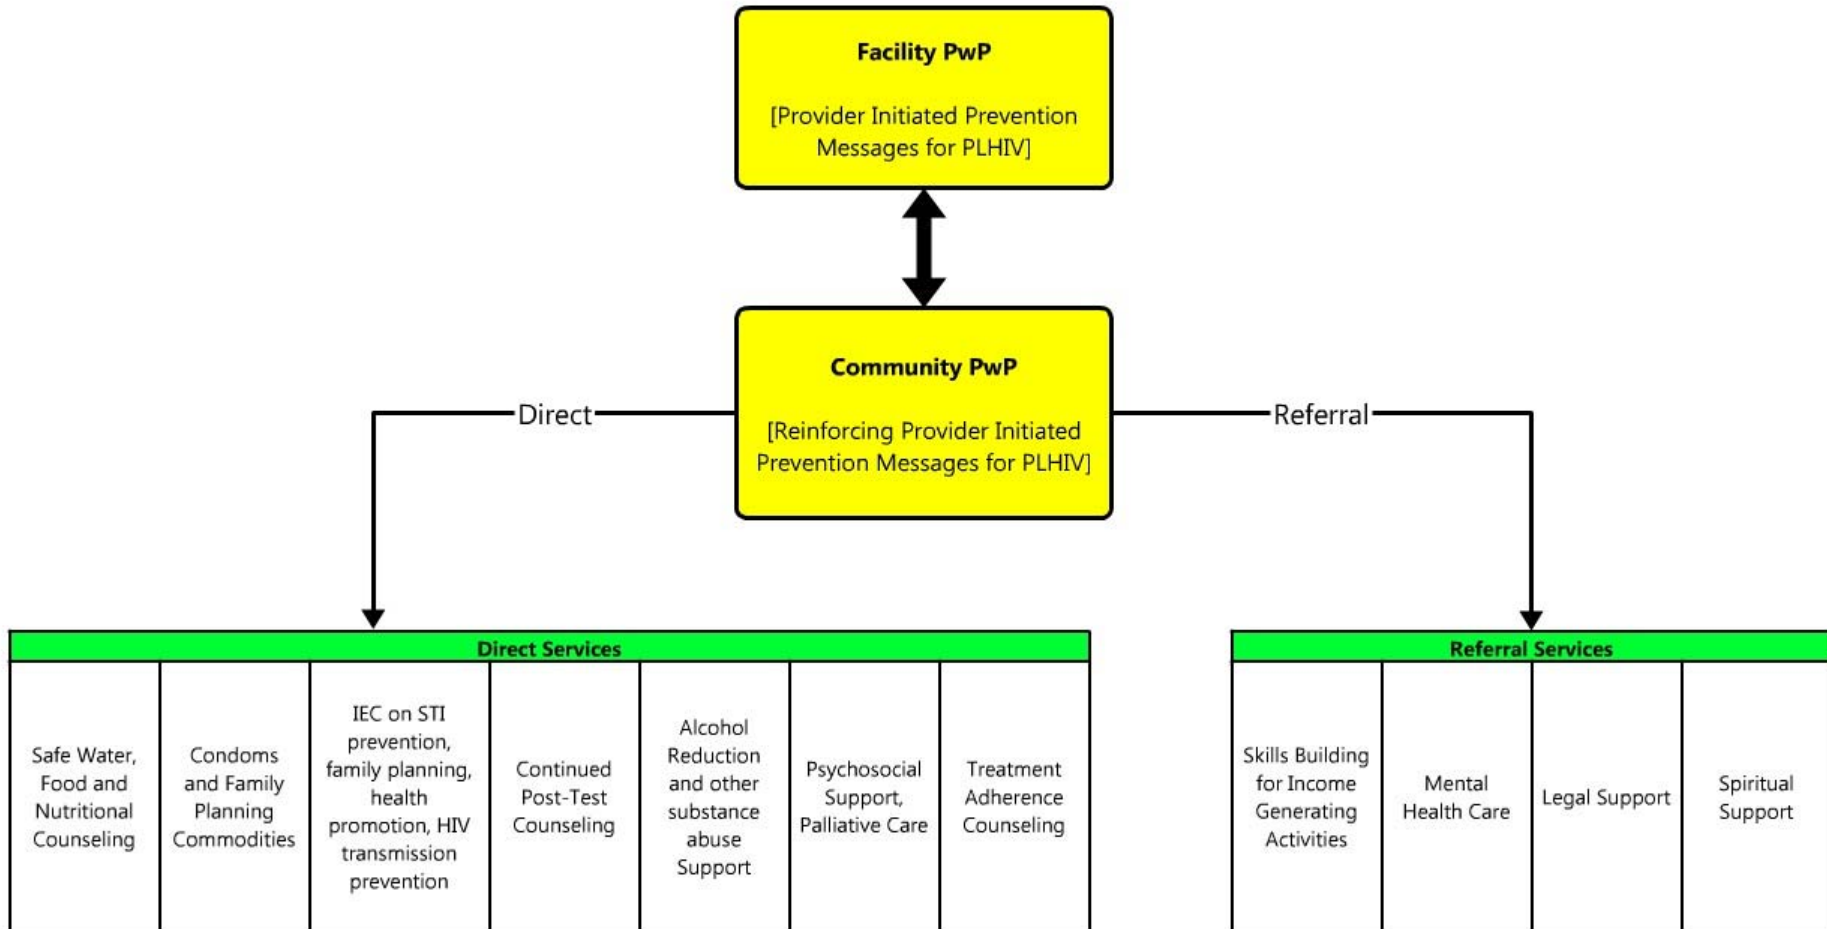 Facility PwP
[Provider Initiated Prevention
Messages for PLHIV]
Community PwP
[Reinforcing Provider Initiated
Prevention Messages for PLHIV]
Direct
Referral
Direct Services
Safe Water,
Food and
Nutritional
Counseling
Condoms
and Family
Planning
Commodities
IEC on STI
prevention,
family planning,
health
promotion, HIV
transmission
prevention
Continued
Post-Test
Counseling
Alcohol
Reduction
and other
substance
abuse
Support
Psychosocial
Support,
Palliative Care
Treatment
Adherence
Counseling
Referral Services
Skills Building
for Income
Generating
Activities
Mental
Health Care
Legal Support
Spiritual
Support